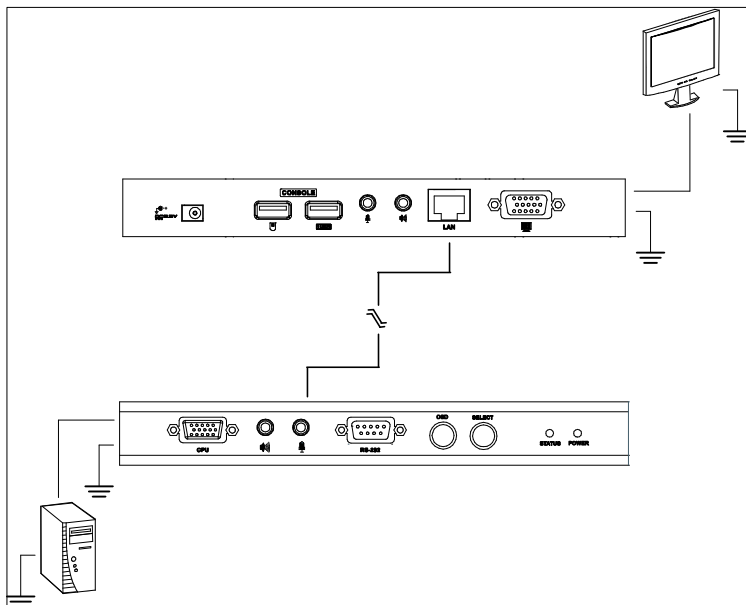 CONSOLE
LAN
OSD
SELECT
CPU
RS-232
STATUS
POWER